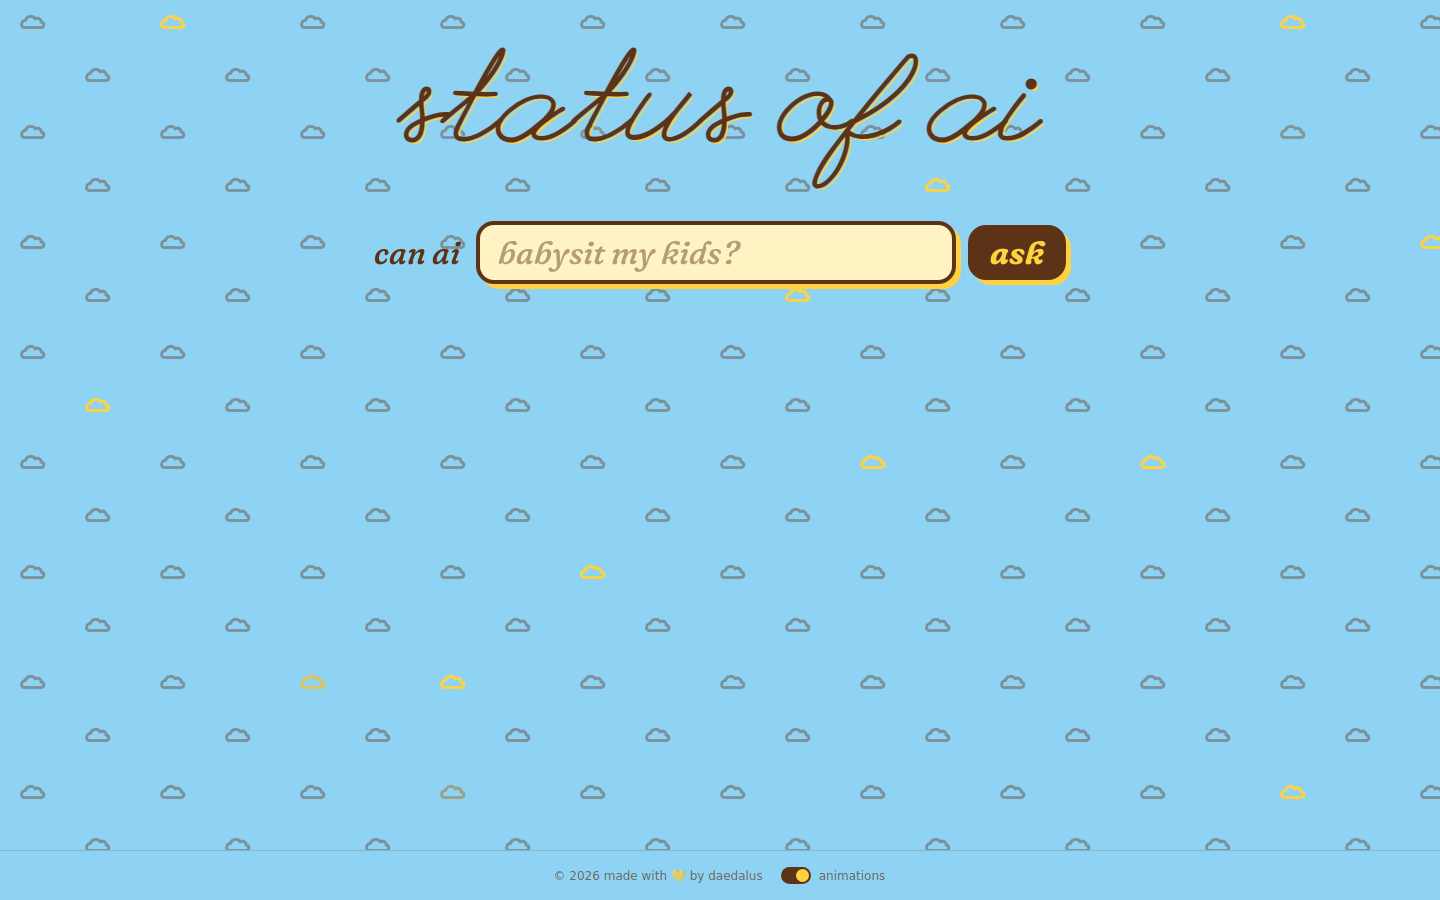 status of ai
can ai babysit my kids? ask
© 2026 made with 💛 by daedalus animations